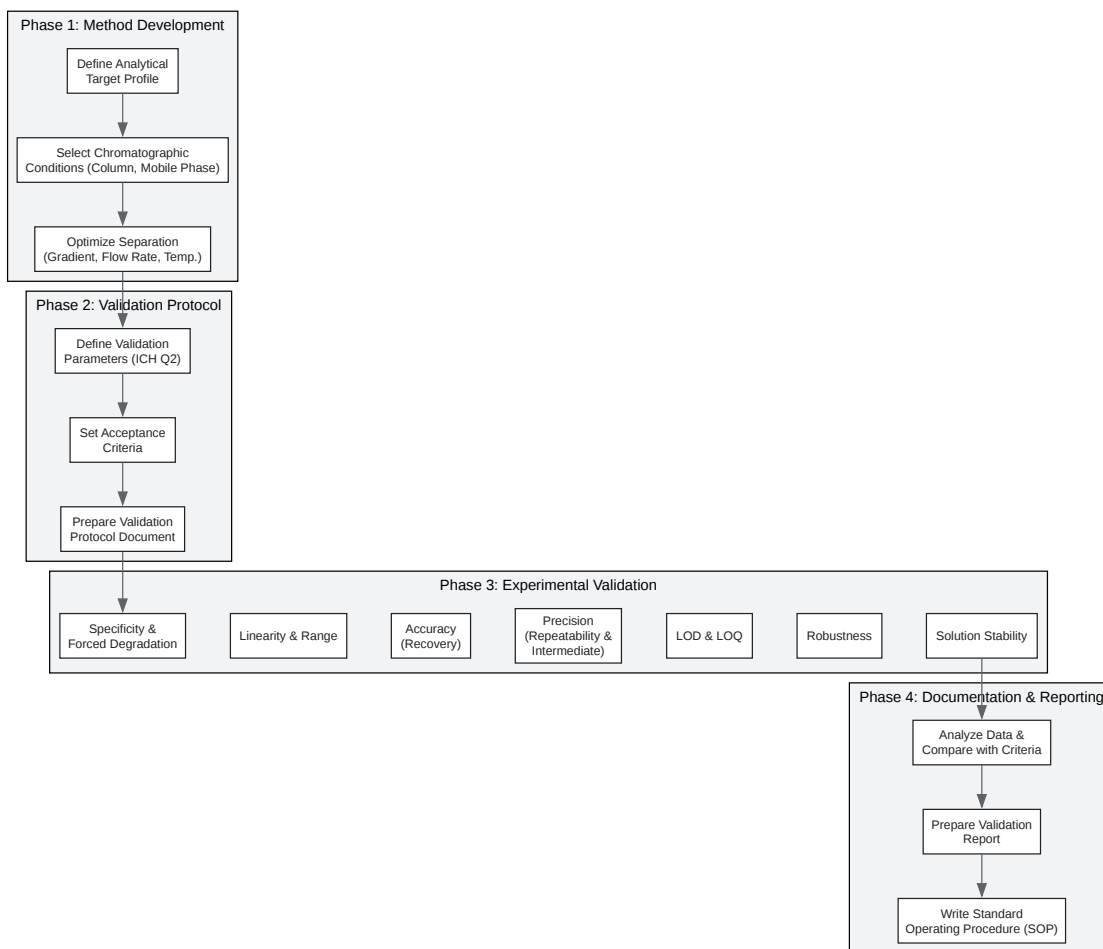 Phase 1: Method Development
Define Analytical
Target Profile
Select Chromatographic
Conditions (Column, Mobile Phase)
Optimize Separation
(Gradient, Flow Rate, Temp.)
Phase 2: Validation Protocol
Define Validation
Parameters (ICH Q2)
Set Acceptance
Criteria
Prepare Validation
Protocol Document
Phase 3: Experimental Validation
Specificity &
Forced Degradation
Linearity & Range
Accuracy
(Recovery)
Precision
(Repeatability &
Intermediate)
LOD & LOQ
Robustness
Solution Stability
Phase 4: Documentation & Reporting
Analyze Data &
Compare with Criteria
Prepare Validation
Report
Write Standard
Operating Procedure (SOP)